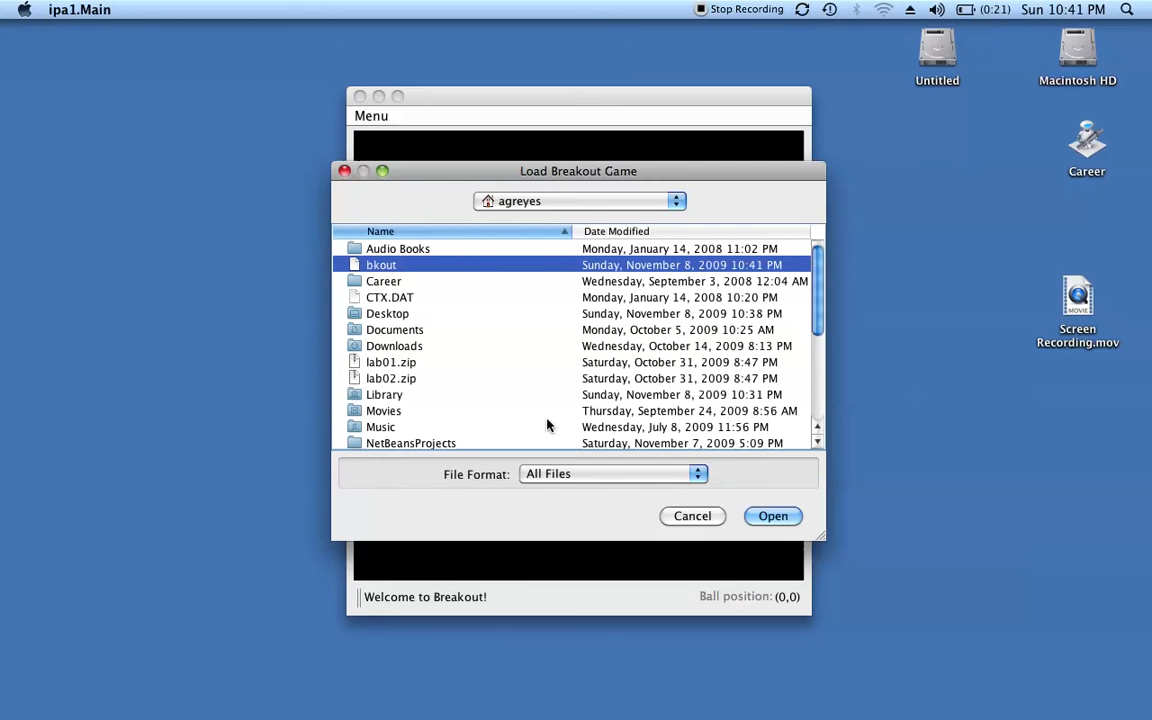 ipa1.Main Stop Recording (0:21) Sun 10:41 PM
Untitled Macintosh HD
Career
Screen
Recording.mov
Menu
Load Breakout Game
agreyes
Name Date Modified
Audio Books Monday, January 14, 2008 11:02 PM
bkout Sunday, November 8, 2009 10:41 PM
Career Wednesday, September 3, 2008 12:04 AM
CTX.DAT Monday, January 14, 2008 10:20 PM
Desktop Sunday, November 8, 2009 10:38 PM
Documents Monday, October 5, 2009 10:25 AM
Downloads Wednesday, October 14, 2009 8:13 PM
lab01.zip Saturday, October 31, 2009 8:47 PM
lab02.zip Saturday, October 31, 2009 8:47 PM
Library Sunday, November 8, 2009 10:31 PM
Movies Thursday, September 24, 2009 8:56 AM
Music Wednesday, July 8, 2009 11:56 PM
NetBeansProjects Saturday, November 7, 2009 5:09 PM
File Format: All Files
Cancel Open
Welcome to Breakout! Ball position: (0,0)